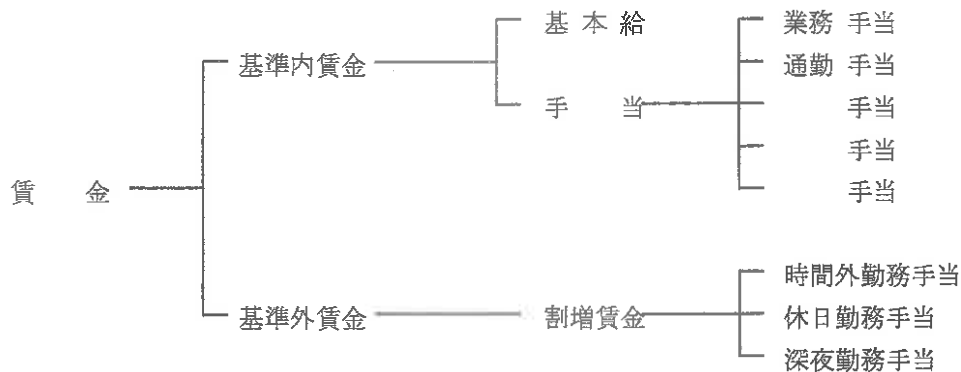 基本給
業務 手当
基準内賃金
通勤 手当
手当
手当
手当
賃金
手当
時間外勤務手当
基準外賃金
割増賃金
休日勤務手当
深夜勤務手当